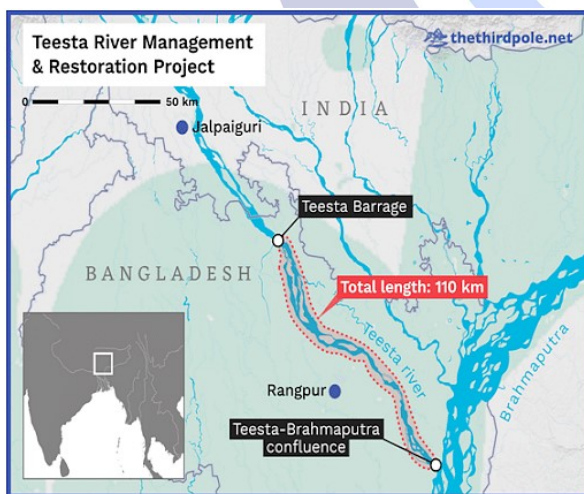 Teesta River Management
& Restoration Project
thethirdpole.net
0 50 km
INDIA
Jalpaiguri
Teesta Barrage
BANGLADESH
Total length: 110 km
Teesta river
Brahmaputra
Rangpur
Teesta-Brahmaputra
confluence